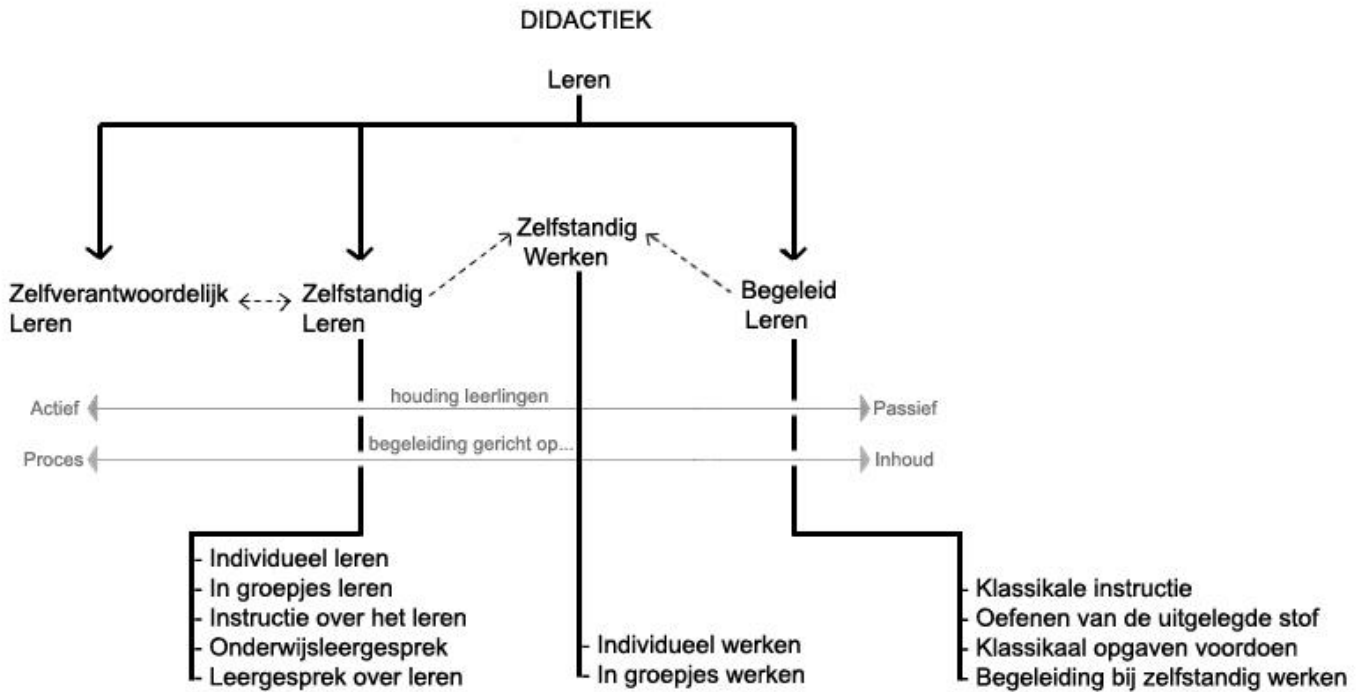 DIDACTIEK
Leren
Zelfstandig
Werken
Zelfverantwoordelijk
Leren
Zelfstandig
Leren
Begeleid
Leren
Actief
houding leerlingen
Passief
Proces
begeleiding gericht op...
Inhoud
- Individueel leren
- In groepjes leren
- Instructie over het leren
- Onderwijsleergesprek
- Leergesprek over leren
- Individueel werken
- In groepjes werken
- Klassikale instructie
- Oefenen van de uitgelegde stof
- Klassikaal opgaven voordoen
- Begeleiding bij zelfstandig werken